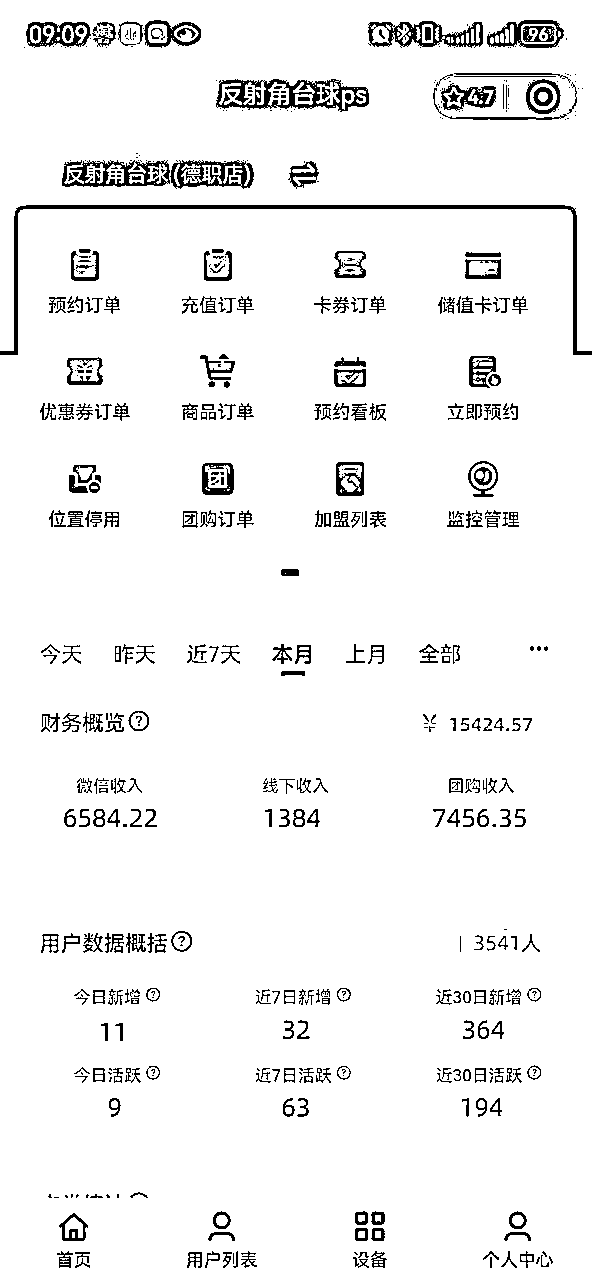 09:09 96
反射角台球ps 4.7
反射角台球(德职店)
预约订单 充值订单 卡券订单 储值卡订单
优惠券订单 商品订单 预约看板 立即预约
位置停用 团购订单 加盟列表 监控管理
今天 昨天 近7天 本月 上月 全部 ···
财务概览? ¥ 15424.57
微信收入 线下收入 团购收入
6584.22 1384 7456.35
用户数据概括? | 3541人
今日新增? 近7日新增? 近30日新增?
11 32 364
今日活跃? 近7日活跃? 近30日活跃?
9 63 194
首页 用户列表 设备 个人中心